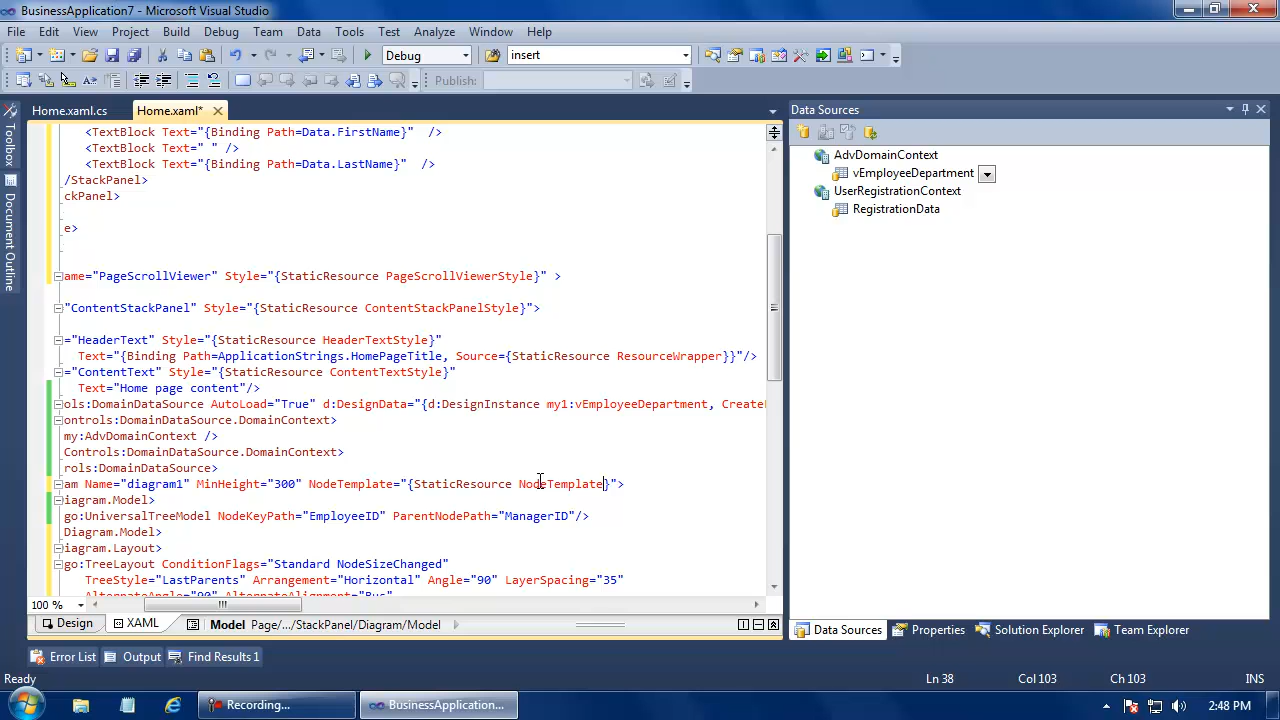 BusinessApplication7 - Microsoft Visual Studio
File Edit View Project Build Debug Team Data Tools Test Analyze Window Help
Debug insert
Publish:
Toolbox
Document Outline
Home.xaml.cs Home.xaml*
<TextBlock Text="{Binding Path=Data.FirstName}" />
<TextBlock Text=" " />
<TextBlock Text="{Binding Path=Data.LastName}" />
/StackPanel>
ckPanel>
e>
ame="PageScrollViewer" Style="{StaticResource PageScrollViewerStyle}" >
="ContentStackPanel" Style="{StaticResource ContentStackPanelStyle}">
="HeaderText" Style="{StaticResource HeaderTextStyle}"
Text="{Binding Path=ApplicationStrings.HomePageTitle, Source={StaticResource ResourceWrapper}}"/>
="ContentText" Style="{StaticResource ContentTextStyle}"
Text="Home page content"/>
ols:DomainDataSource AutoLoad="True" d:DesignData="{d:DesignInstance my1:vEmployeeDepartment, Create
ontrols:DomainDataSource.DomainContext>
my:AdvDomainContext />
Controls:DomainDataSource.DomainContext>
rols:DomainDataSource>
am Name="diagram1" MinHeight="300" NodeTemplate="{StaticResource NodeTemplate}">
iagram.Model>
go:UniversalTreeModel NodeKeyPath="EmployeeID" ParentNodePath="ManagerID"/>
Diagram.Model>
iagram.Layout>
go:TreeLayout ConditionFlags="Standard NodeSizeChanged"
TreeStyle="LastParents" Arrangement="Horizontal" Angle="90" LayerSpacing="35"
AlternateAngle="90" AlternateAlignment="Bus"
100 %
Design XAML Model Page/.../StackPanel/Diagram/Model
Data Sources
AdvDomainContext
vEmployeeDepartment
UserRegistrationContext
RegistrationData
Data Sources Properties Solution Explorer Team Explorer
Error List Output Find Results 1
Ready Ln 38 Col 103 Ch 103 INS
Recording... BusinessApplication... 2:48 PM